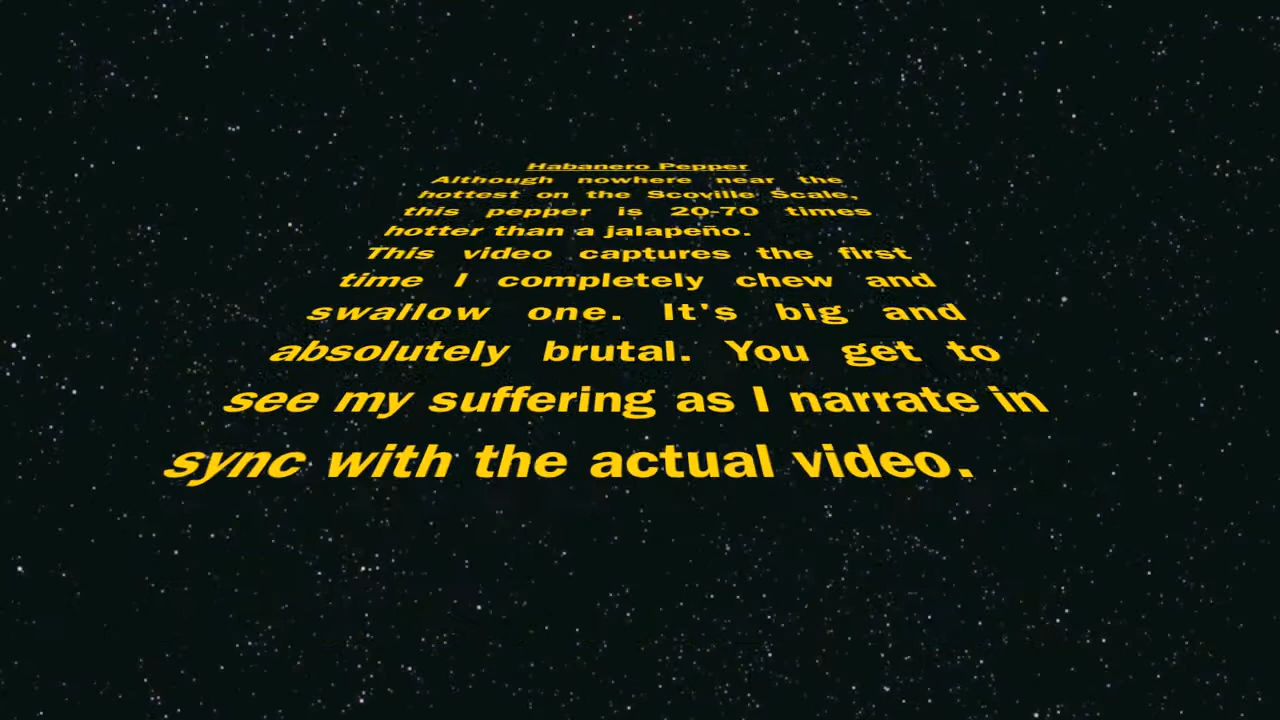 Habanero Pepper
Although nowhere near the
hottest on the Scoville Scale,
this pepper is 20-70 times
hotter than a jalapeño.
This video captures the first
time I completely chew and
swallow one. It's big and
absolutely brutal. You get to
see my suffering as I narrate in
sync with the actual video.